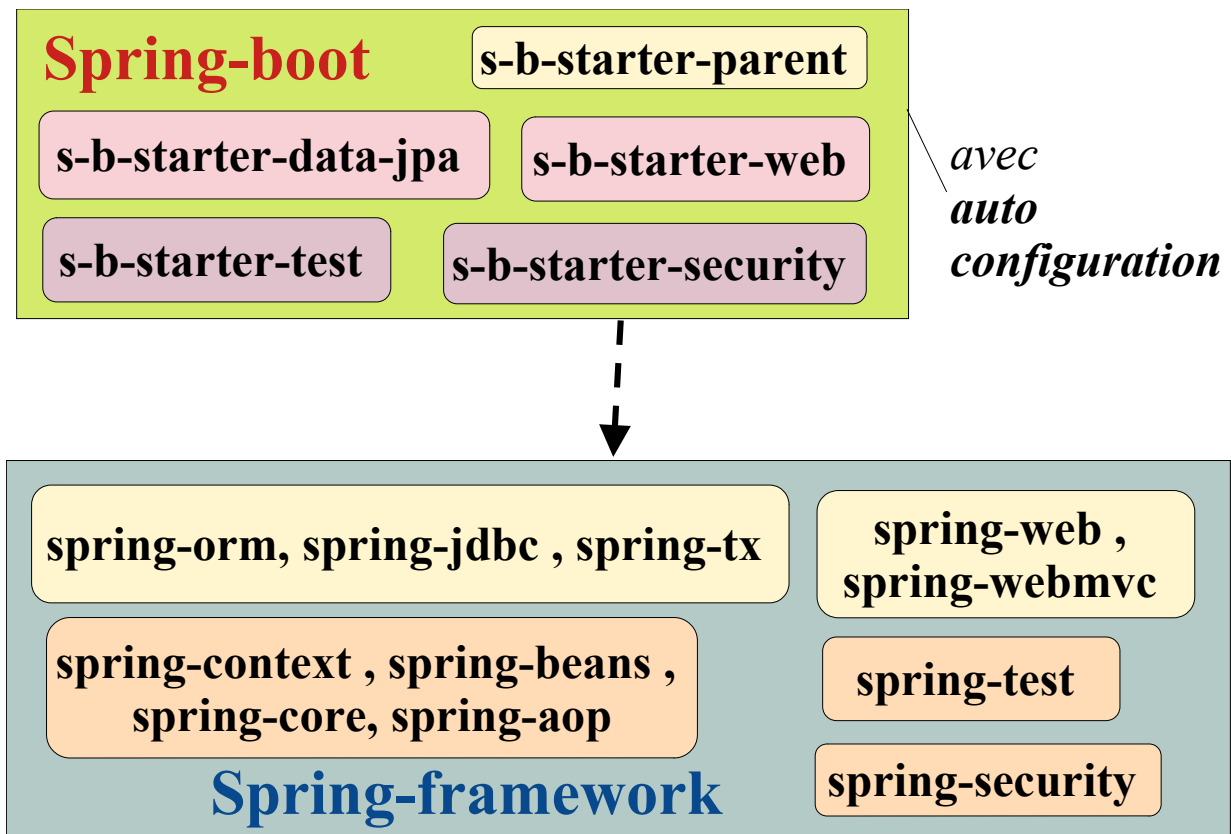 Spring-boot
s-b-starter-parent
s-b-starter-data-jpa
s-b-starter-web
s-b-starter-test
s-b-starter-security
avec
auto
configuration
spring-orm, spring-jdbc , spring-tx
spring-web ,
spring-webmvc
spring-context , spring-beans ,
spring-core, spring-aop
spring-test
spring-security
Spring-framework